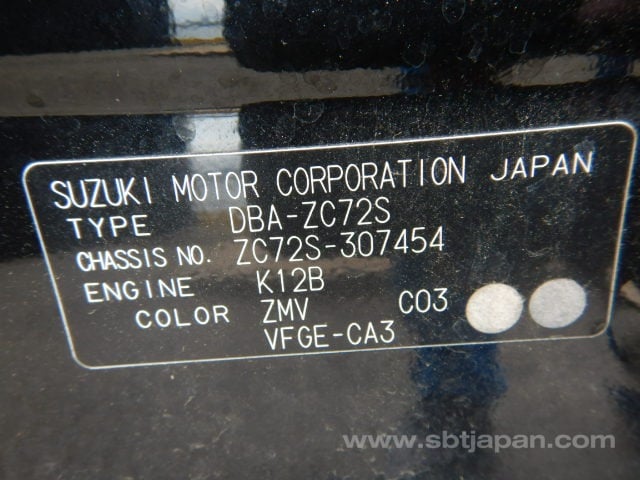 SUZUKI MOTOR CORPORATION JAPAN
TYPE DBA-ZC72S
CHASSIS NO. ZC72S-307454
ENGINE K12B
COLOR ZMV C03
VFGE-CA3
www.sbtjapan.com